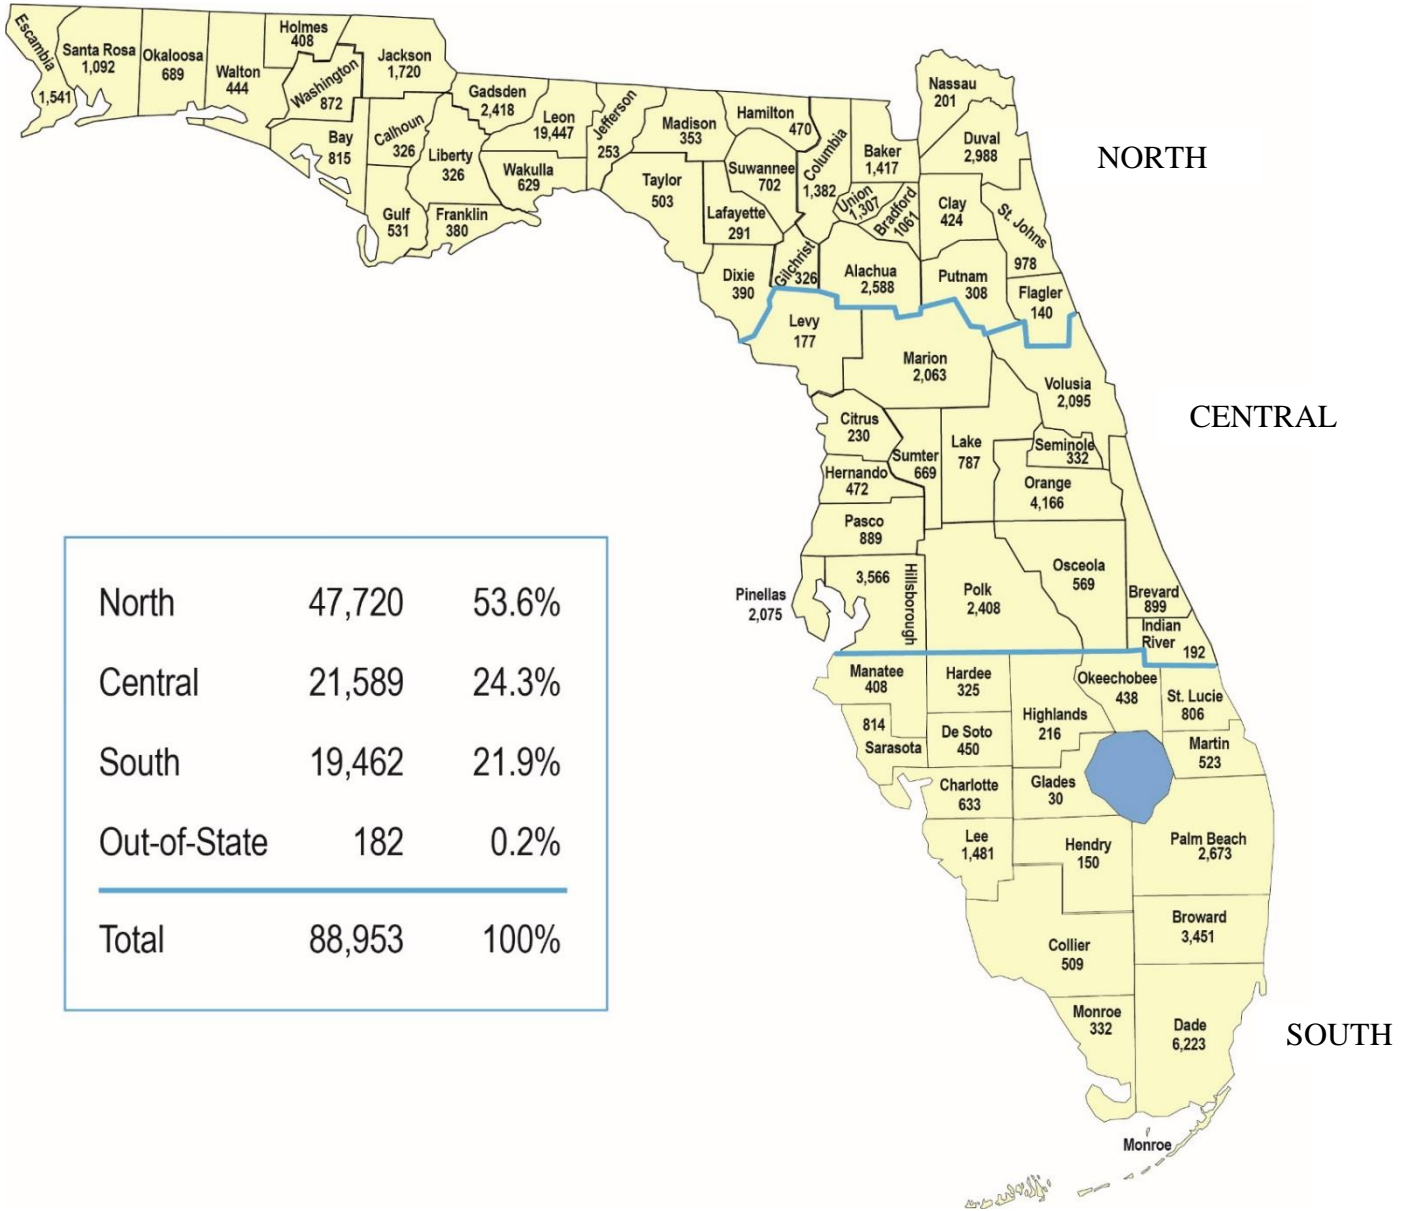 Escambia
1,541
Santa Rosa
1,092
Okaloosa
689
Walton
444
Holmes
408
Washington
872
Jackson
1,720
Bay
815
Calhoun
326
Gulf
531
Liberty
326
Franklin
380
Gadsden
2,418
Leon
19,447
Wakulla
629
Jefferson
253
Madison
353
Taylor
503
Hamilton
470
Suwannee
702
Lafayette
291
Dixie
390
Columbia
1,382
Gilchrist
326
Baker
1,417
Union
1,307
Bradford
1061
Alachua
2,588
Nassau
201
Duval
2,988
Clay
424
St. Johns
978
Putnam
308
Flagler
140
NORTH
Levy
177
Marion
2,063
Volusia
2,095
CENTRAL
Citrus
230
Sumter
669
Lake
787
Seminole
332
Hernando
472
Orange
4,166
Pasco
889
Pinellas
2,075
3,566
Hillsborough
Polk
2,408
Osceola
569
Brevard
899
Indian
River
192
Manatee
408
Hardee
325
Highlands
216
Okeechobee
438
St. Lucie
806
814
Sarasota
De Soto
450
Martin
523
Charlotte
633
Glades
30
Lee
1,481
Hendry
150
Palm Beach
2,673
Broward
3,451
Collier
509
Monroe
332
Dade
6,223
SOUTH
Monroe
North 47,720 53.6%
Central 21,589 24.3%
South 19,462 21.9%
Out-of-State 182 0.2%
Total 88,953 100%